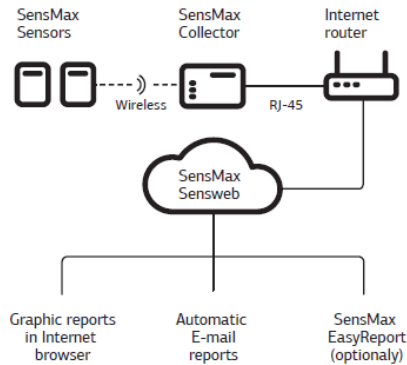 SensMax
Sensors
SensMax
Collector
Internet
router
Wireless
RJ-45
SensMax
Sensweb
Graphic reports
in Internet
browser
Automatic
E-mail
reports
SensMax
EasyReport
(optionaly)